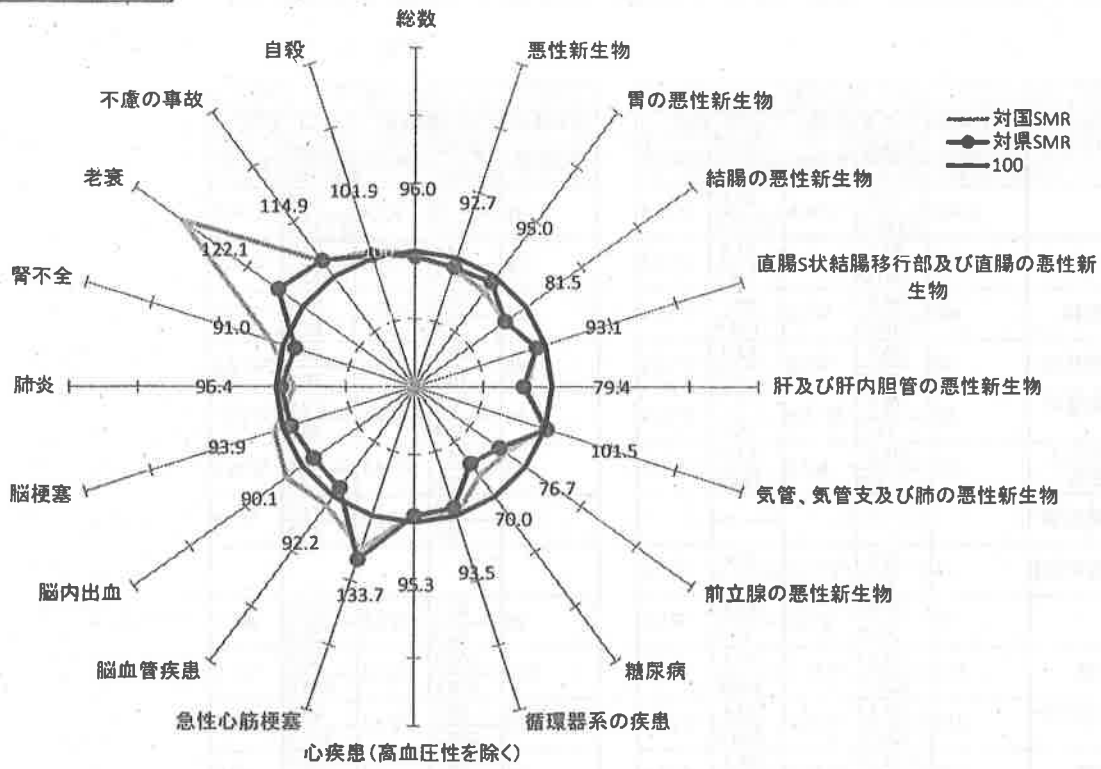 総数
悪性新生物
胃の悪性新生物
結腸の悪性新生物
直腸S状結腸移行部及び直腸の悪性新
生物
肝及び肝内胆管の悪性新生物
気管、気管支及び肺の悪性新生物
前立腺の悪性新生物
糖尿病
循環器系の疾患
心疾患(高血圧性を除く)
急性心筋梗塞
脳血管疾患
脳内出血
脳梗塞
肺炎
腎不全
老衰
不慮の事故
自殺
対国SMR
対県SMR
100
96.0
92.7
95.0
81.5
93.1
79.4
101.5
76.7
70.0
93.5
95.3
133.7
92.2
90.1
93.9
96.4
91.0
122.1
114.9
101.9